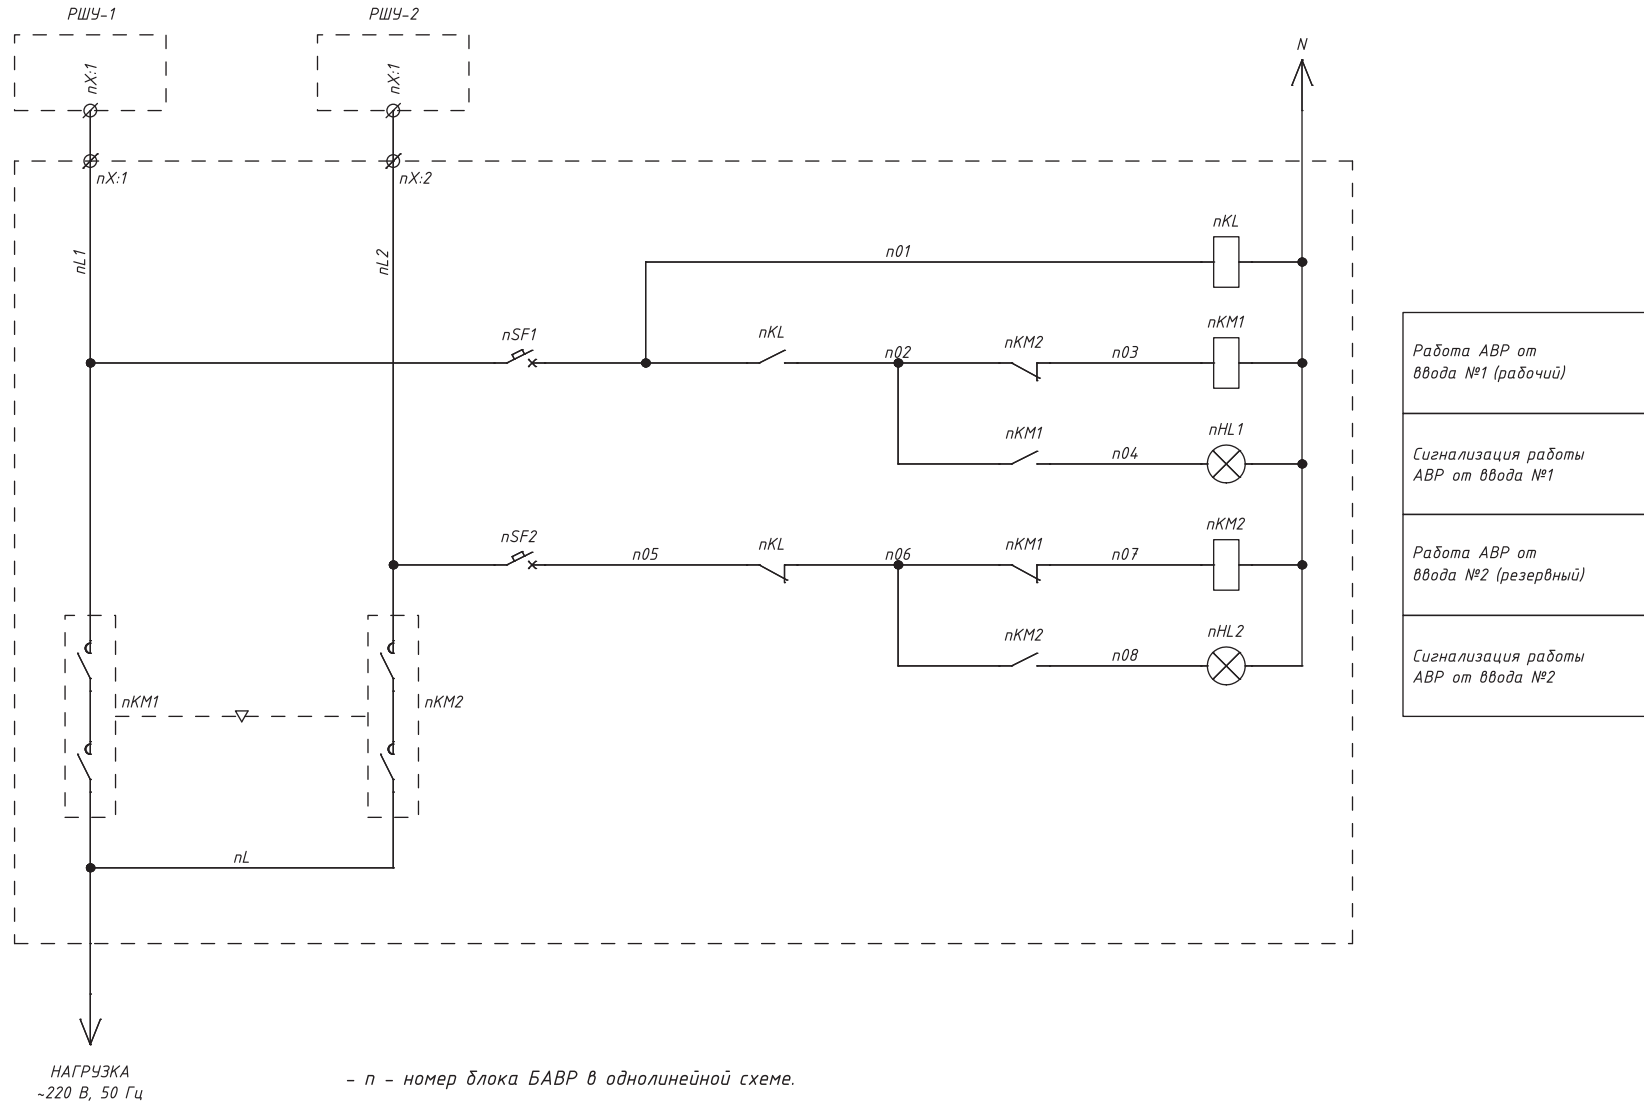 РШУ-1
РШУ-2
nX:1
nX:1
N
nX:1
nX:2
nL1
nL2
nKL
n01
nSF1
nKL
n02
nKM2
n03
nKM1
nKM1
n04
nHL1
nSF2
n05
nKL
n06
nKM1
n07
nKM2
nKM2
n08
nHL2
Работа АВР от
ввода №1 (рабочий)
Сигнализация работы
АВР от ввода №1
Работа АВР от
ввода №2 (резервный)
Сигнализация работы
АВР от ввода №2
nKM1
nKM2
nL
НАГРУЗКА
~220 В, 50 Гц
- n - номер блока БАВР в однолинейной схеме.